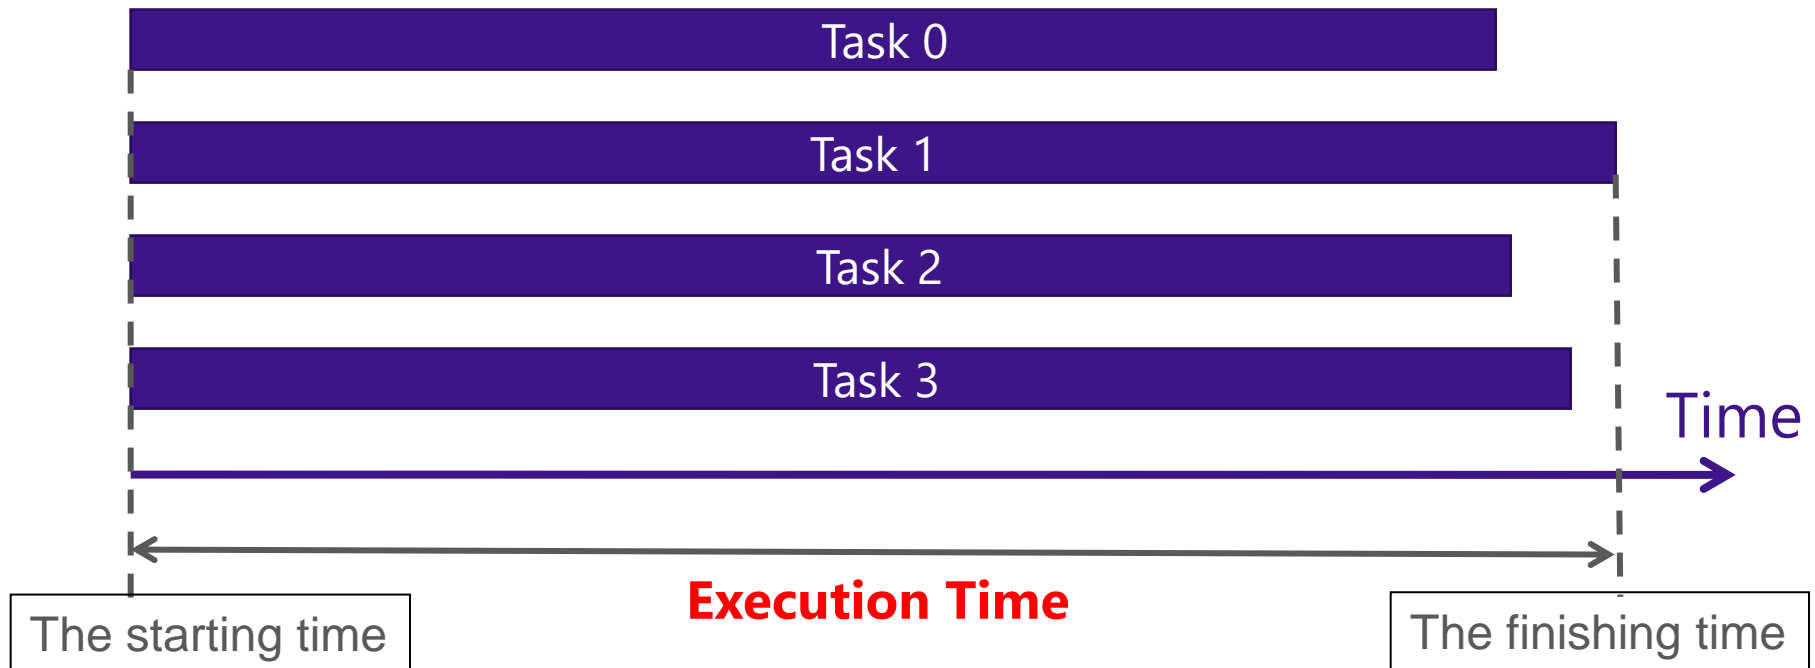 Task 0
Task 1
Task 2
Task 3
Time
Execution Time
The starting time
The finishing time